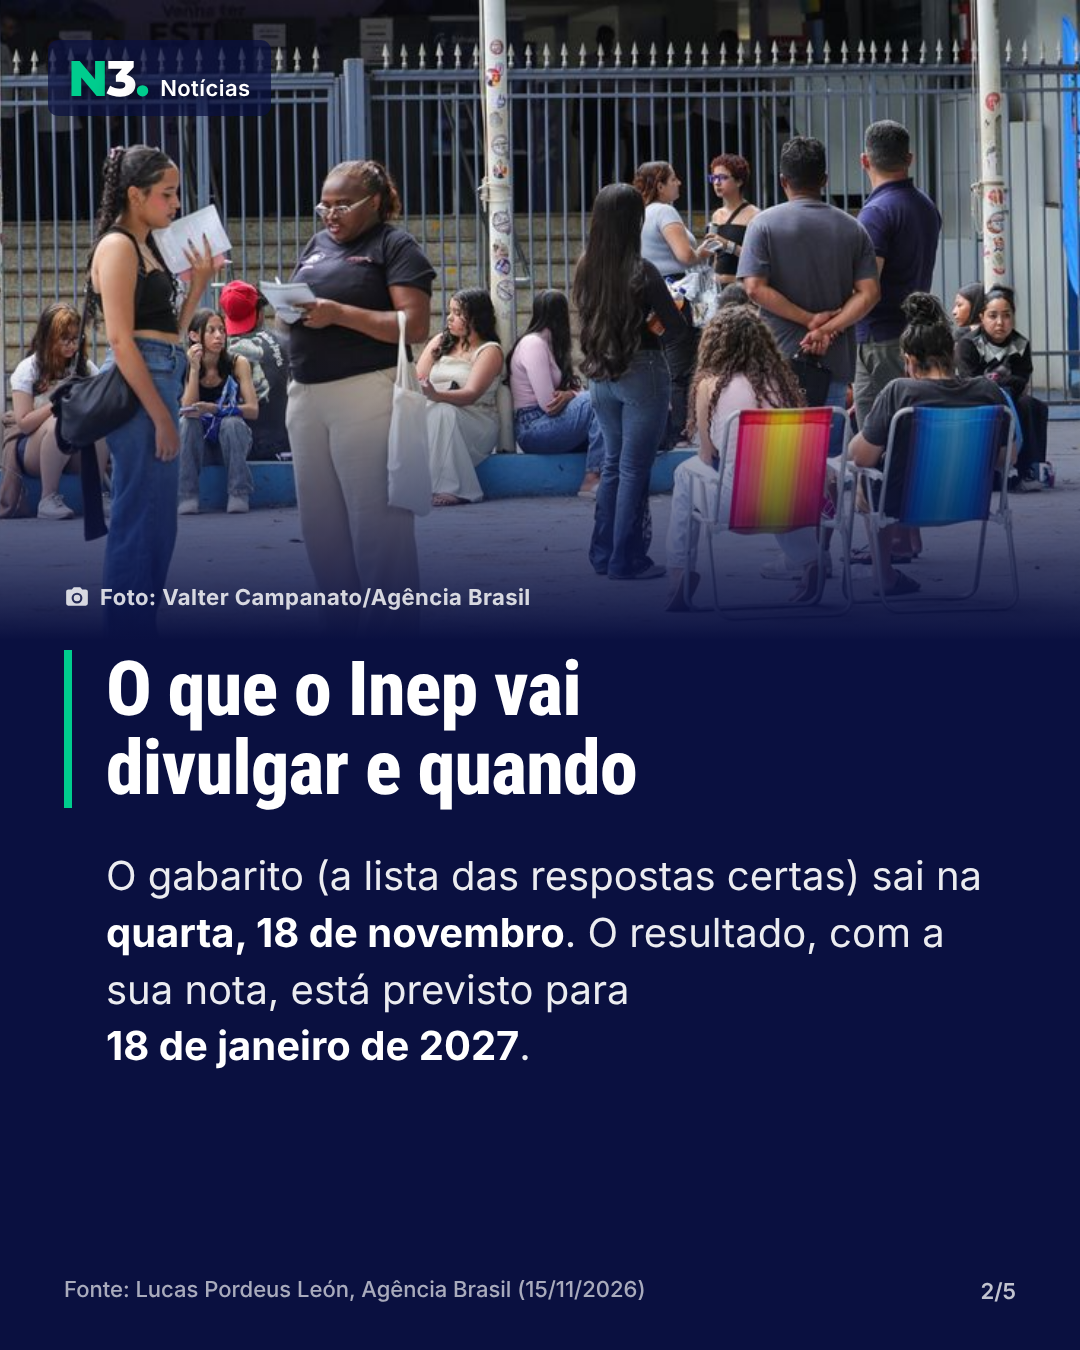 N3. Notícias
Foto: Valter Campanato/Agência Brasil
O que o Inep vai
divulgar e quando
O gabarito (a lista das respostas certas) sai na
quarta, 18 de novembro. O resultado, com a
sua nota, está previsto para
18 de janeiro de 2027.
Fonte: Lucas Pordeus León, Agência Brasil (15/11/2026)
2/5